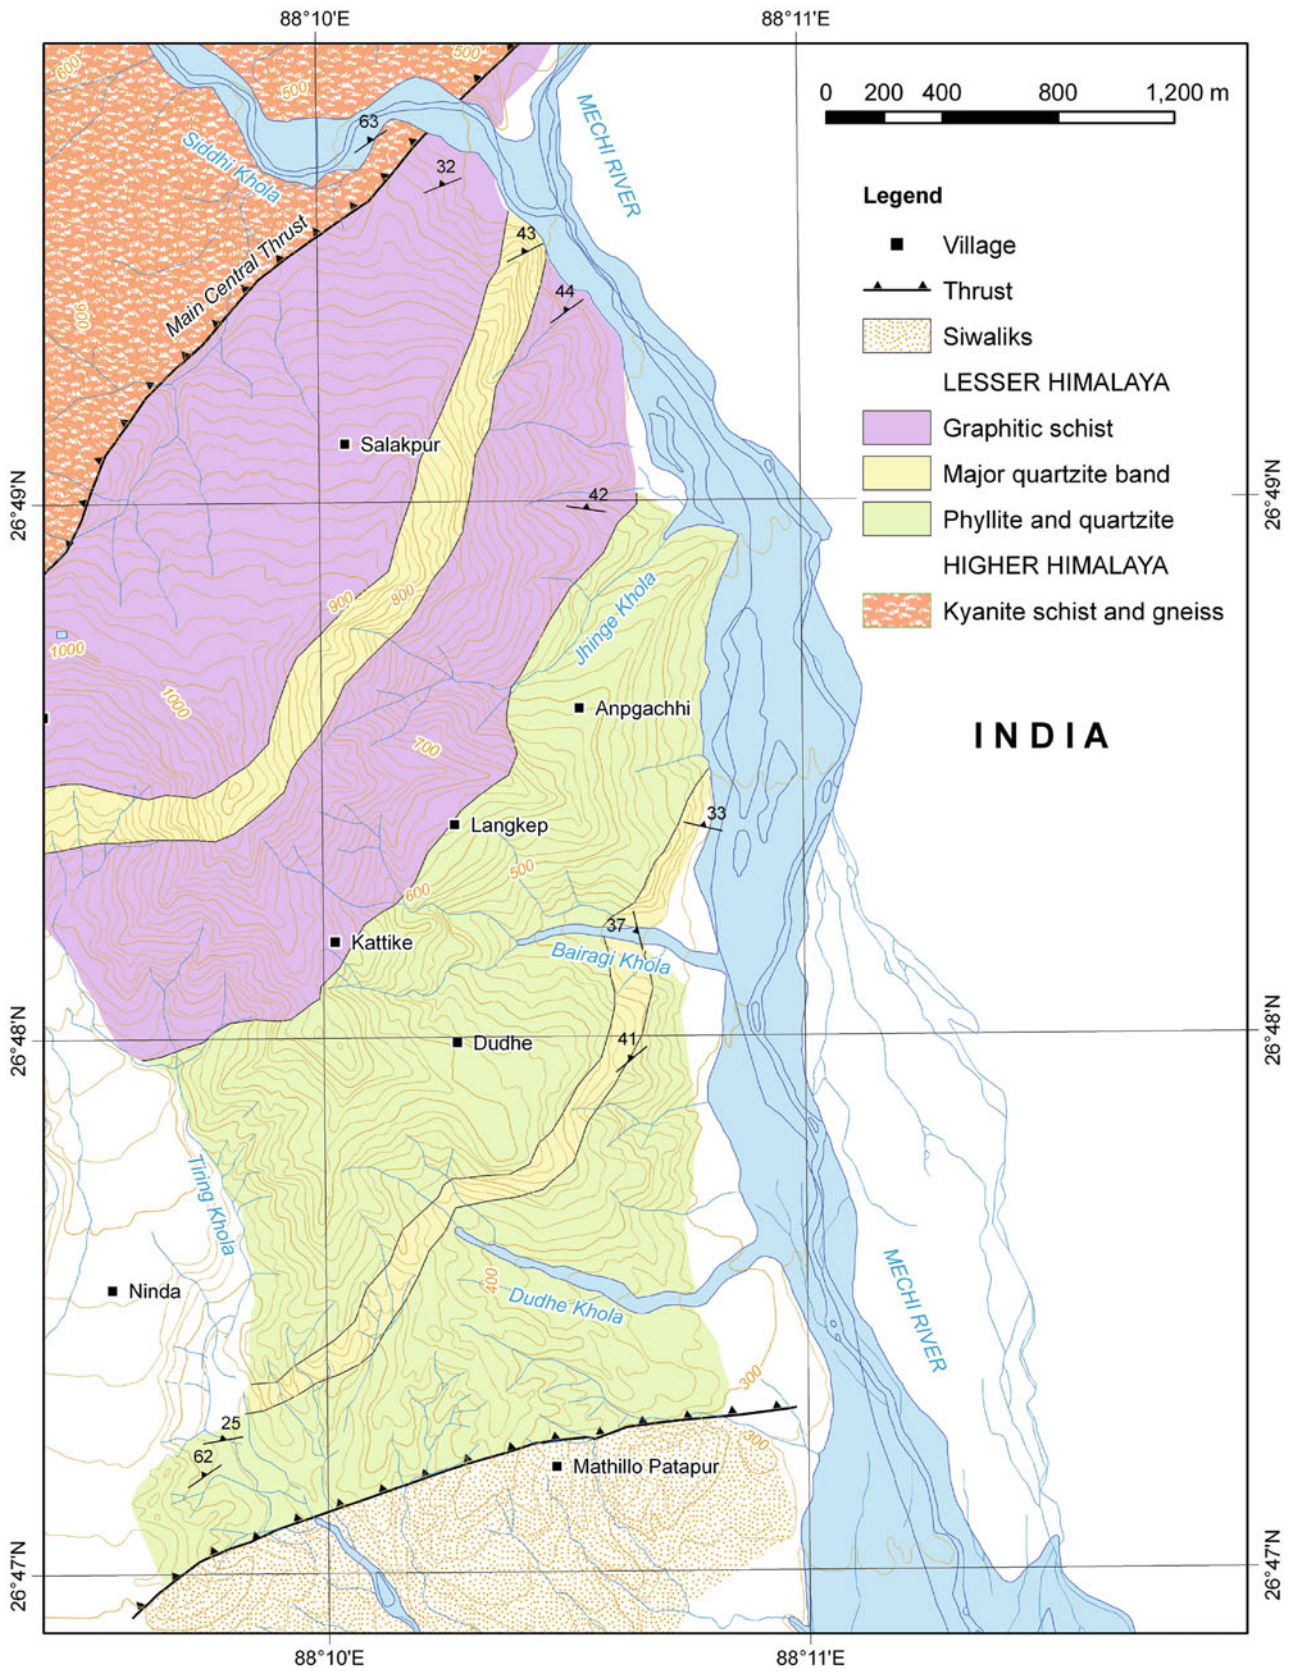 88°10'E
88°11'E
600
500
500
63
32
43
44
42
Siddhi Khola
Main Central Thrust
MECHI RIVER
0 200 400 800 1,200 m
Legend
Village
Thrust
Siwaliks
LESSER HIMALAYA
Graphitic schist
Major quartzite band
Phyllite and quartzite
HIGHER HIMALAYA
Kyanite schist and gneiss
INDIA
900
Salakpur
26°49'N
26°49'N
900
800
1000
1000
700
Jhinge Khola
Anpgachhi
33
Langkep
500
600
37
Kattike
Bairagi Khola
26°48'N
26°48'N
41
Dudhe
Tiring Khola
Ninda
400
Dudhe Khola
MECHI RIVER
300
300
25
62
Mathillo Patapur
26°47'N
26°47'N
88°10'E
88°11'E